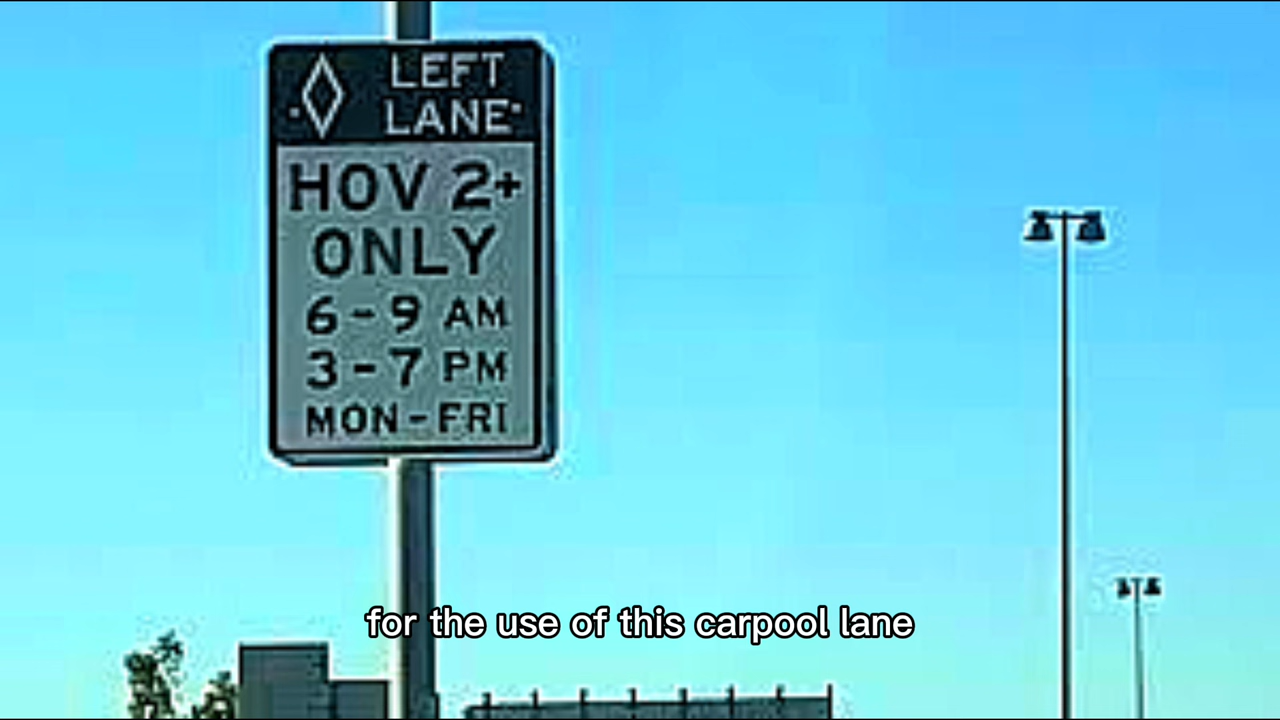 LEFT
LANE
HOV 2+
ONLY
6-9 AM
3-7 PM
MON-FRI
for the use of this carpool lane